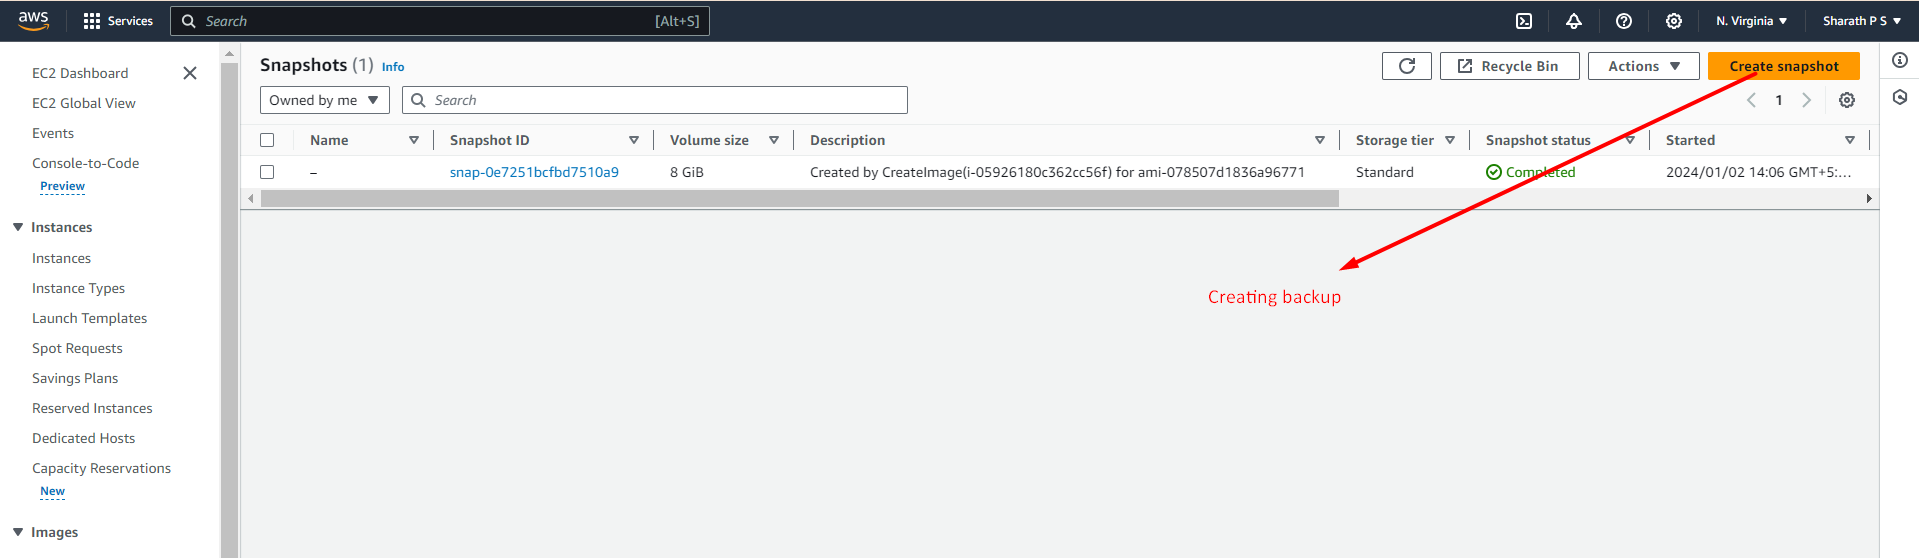 aws Services Search [Alt+S] N. Virginia Sharath P S
EC2 Dashboard
EC2 Global View
Events
Console-to-Code
Preview
Instances
Instances
Instance Types
Launch Templates
Spot Requests
Savings Plans
Reserved Instances
Dedicated Hosts
Capacity Reservations
New
Images
Snapshots (1) Info Recycle Bin Actions Create snapshot
Owned by me Search 1
Name Snapshot ID Volume size Description Storage tier Snapshot status Started
– snap-0e7251bcfbd7510a9 8 GiB Created by CreateImage(i-05926180c362cc56f) for ami-078507d1836a96771 Standard Completed 2024/01/02 14:06 GMT+5:...
Creating backup